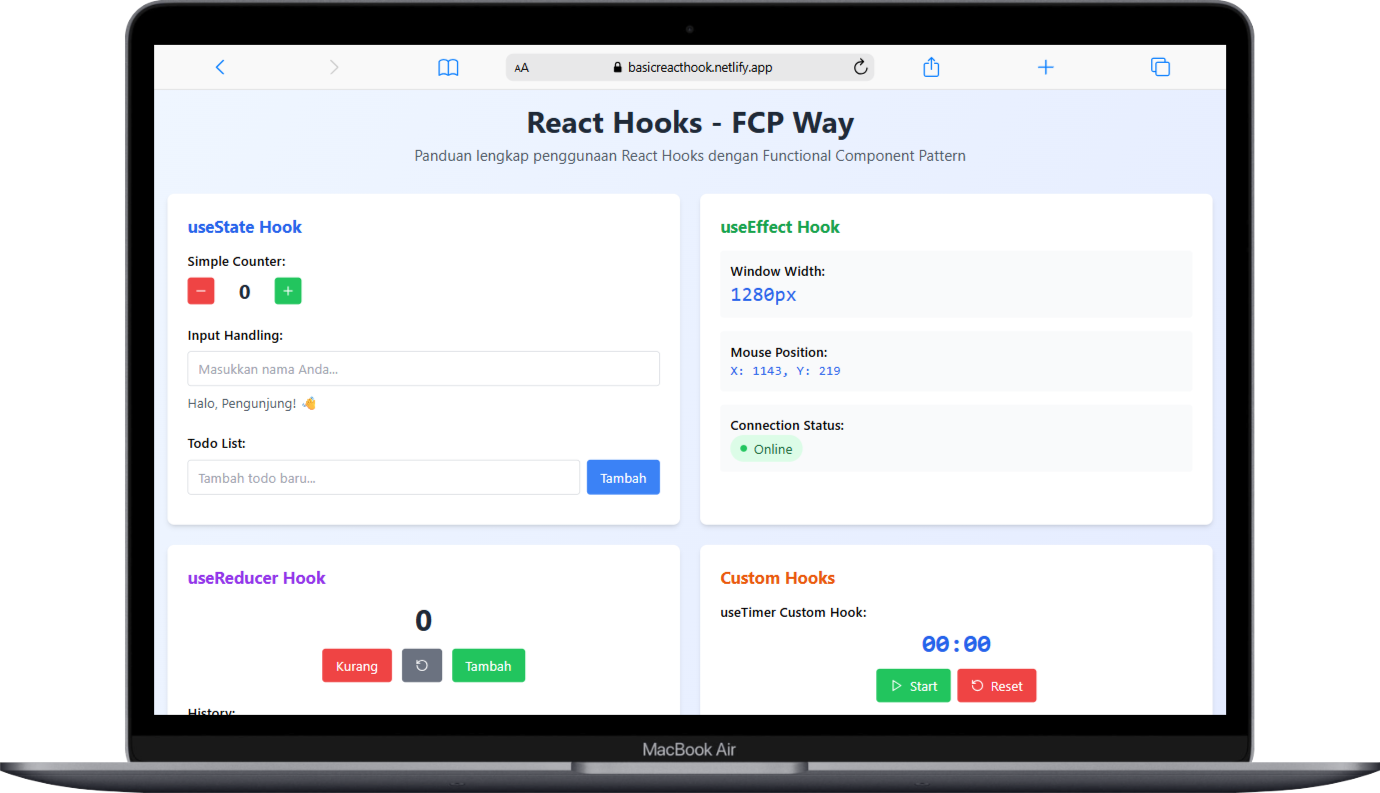 AA
basicreacthook.netlify.app
React Hooks - FCP Way
Panduan lengkap penggunaan React Hooks dengan Functional Component Pattern
useState Hook
Simple Counter:
− 0 +
Input Handling:
Masukkan nama Anda...
Halo, Pengunjung! 👋
Todo List:
Tambah todo baru...
Tambah
useEffect Hook
Window Width:
1280px
Mouse Position:
X: 1143, Y: 219
Connection Status:
Online
useReducer Hook
0
Kurang
Tambah
History:
Custom Hooks
useTimer Custom Hook:
00:00
Start
Reset
MacBook Air